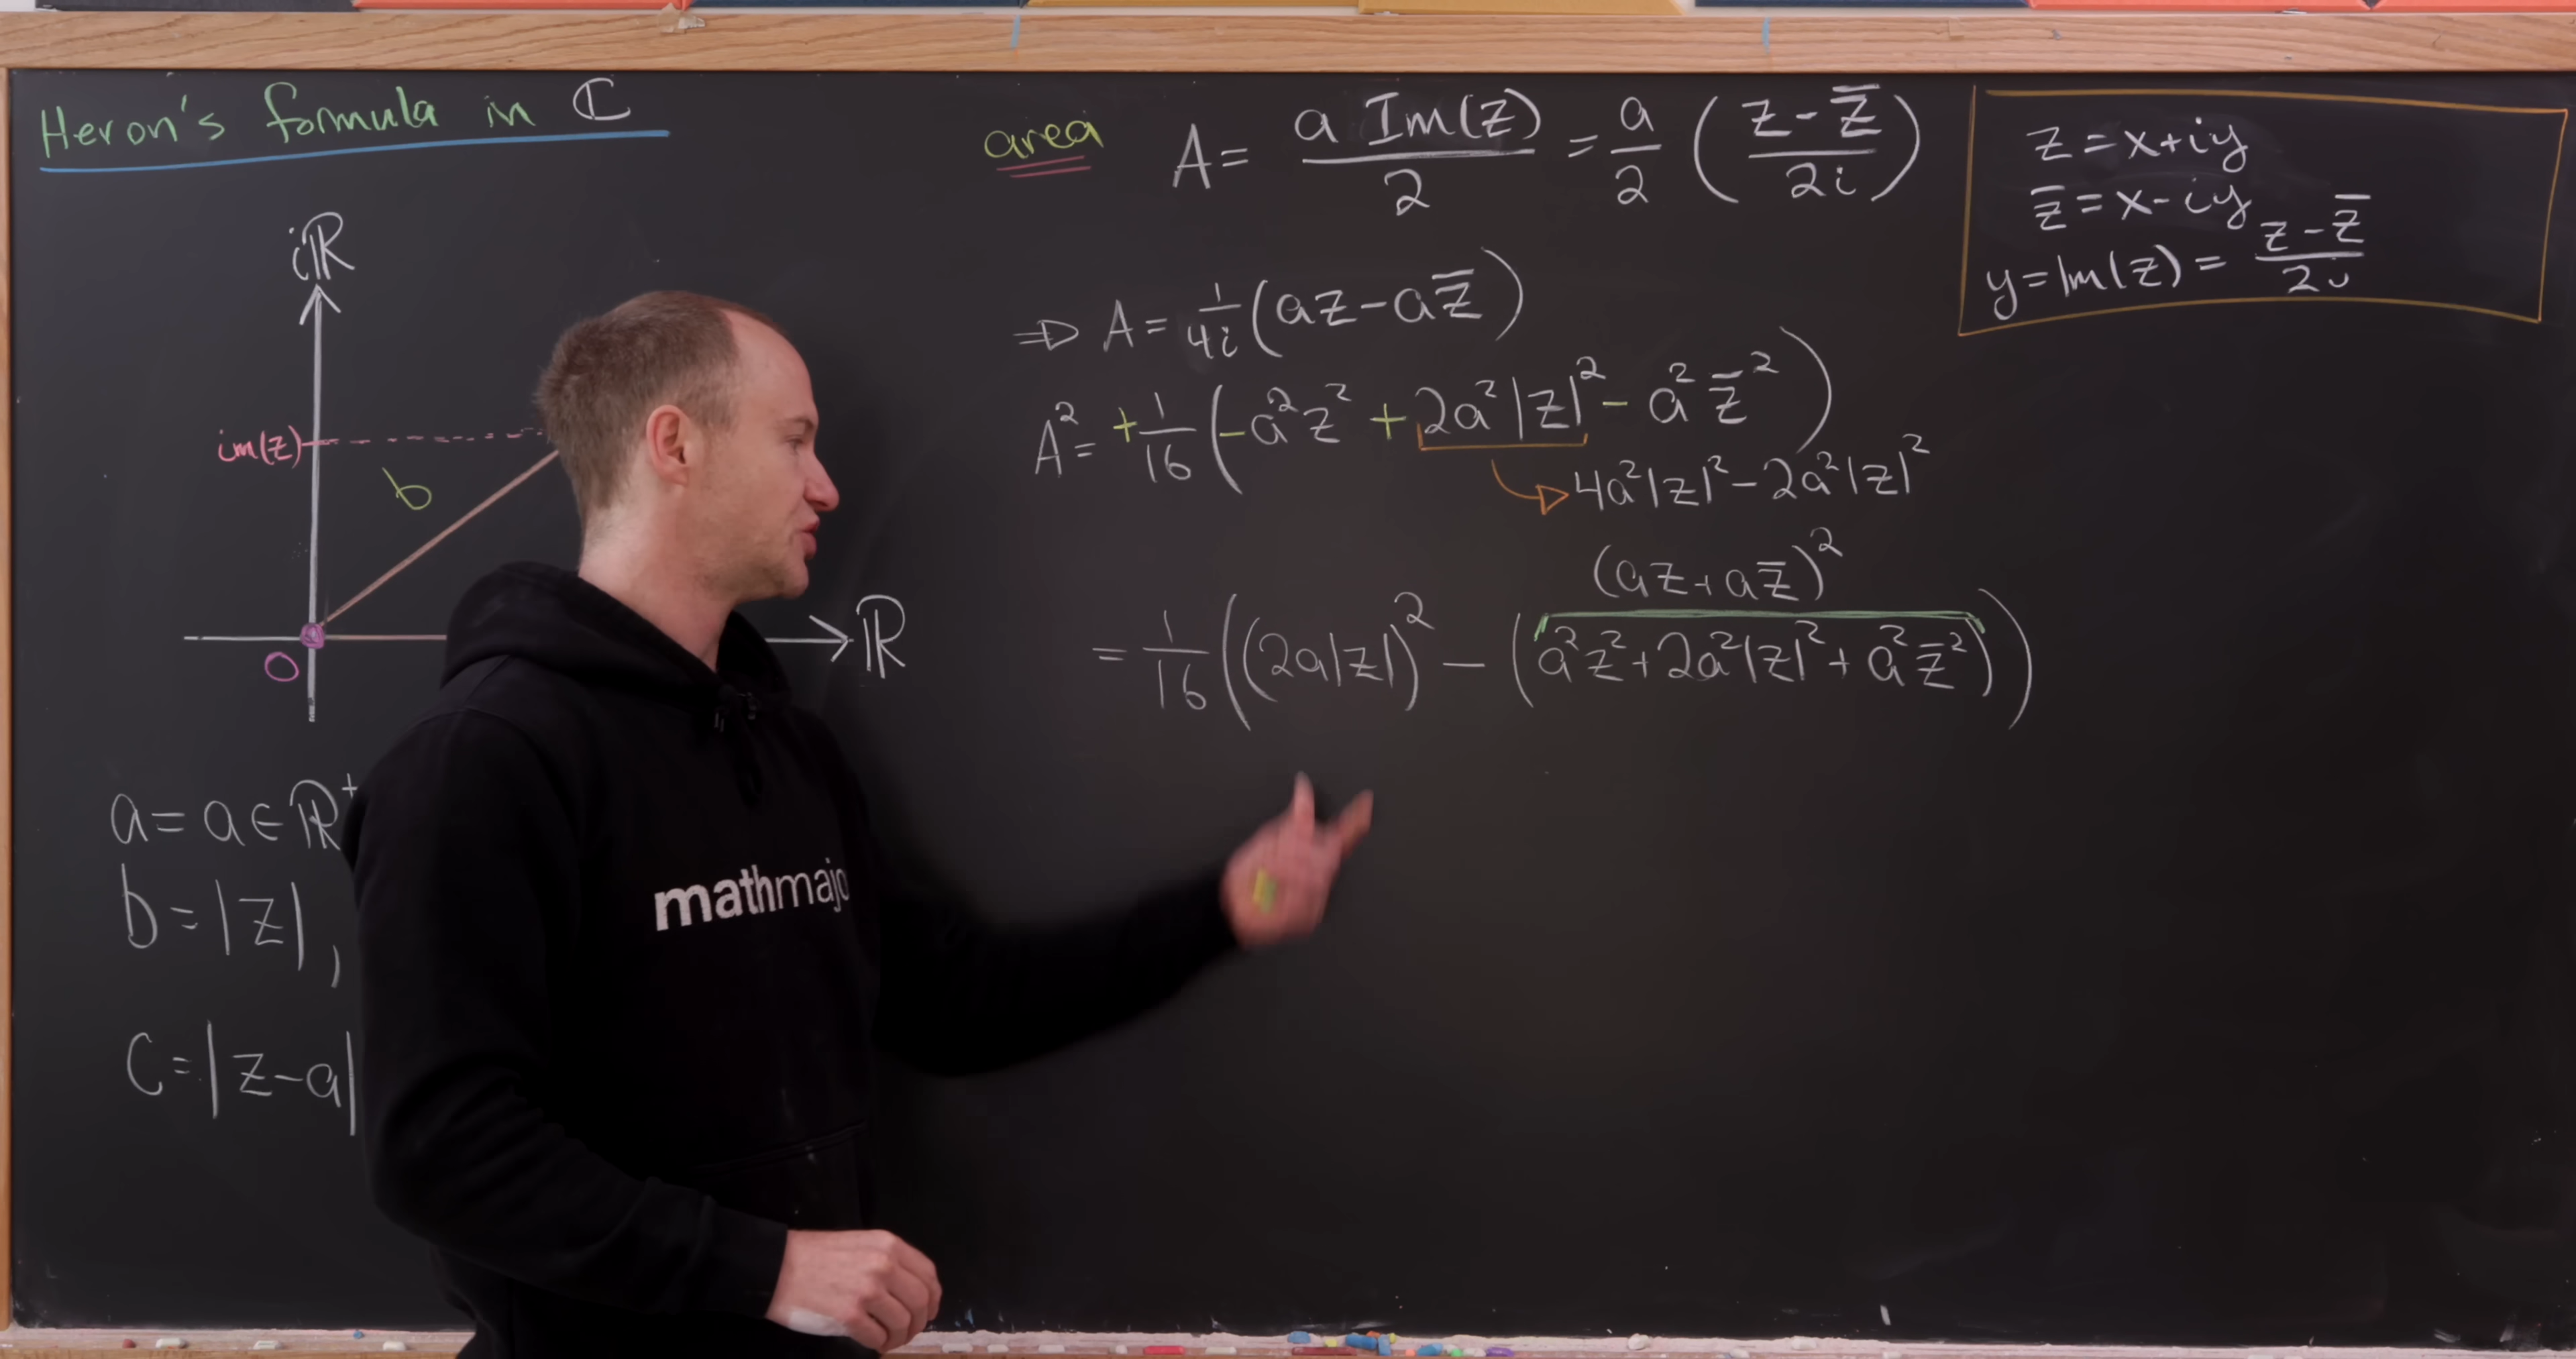 Heron's formula in ℂ
iℝ
im(z)
b
0
ℝ
a = a ∈ ℝ⁺
b = |z|,
c = |z-a|
area A = a Im(z)/2 = a/2 ((z - z̄)/2i)
⇒ A = 1/4i (az - az̄)
A² = +1/16 (-a²z² + 2a²|z|² - a²z̄²)
4a²|z|² - 2a²|z|²
(az + az̄)²
= 1/16 ((2a|z|)² - (a²z² + 2a²|z|² + a²z̄²))
z = x+iy
z̄ = x-iy
y = Im(z) = (z - z̄)/2i
mathmajo